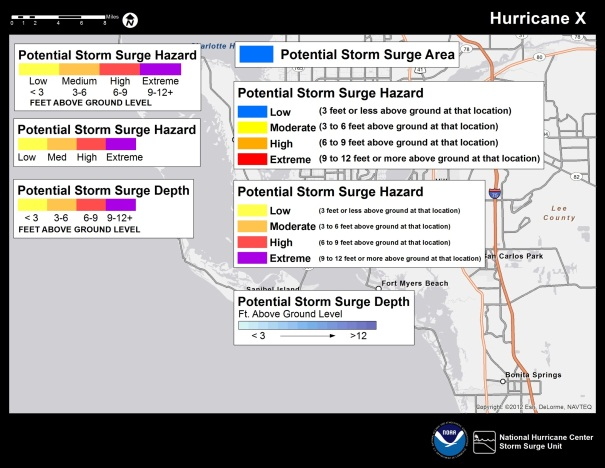 Hurricane X
0 1 2 4 6 8 Miles
N
Charlotte H
Potential Storm Surge Hazard
Low Medium High Extreme
< 3 3-6 6-9 9-12+
FEET ABOVE GROUND LEVEL
Potential Storm Surge Hazard
Low Med High Extreme
Potential Storm Surge Depth
< 3 3-6 6-9 9-12+
FEET ABOVE GROUND LEVEL
Potential Storm Surge Area
Potential Storm Surge Hazard
Low (3 feet or less above ground at that location)
Moderate (3 to 6 feet above ground at that location)
High (6 to 9 feet above ground at that location)
Extreme (9 to 12 feet or more above ground at that location)
Potential Storm Surge Hazard
Low (3 feet or less above ground at that location)
Moderate (3 to 6 feet above ground at that location)
High (6 to 9 feet above ground at that location)
Extreme (9 to 12 feet or more above ground at that location)
Potential Storm Surge Depth
Ft. Above Ground Level
< 3 >12
41
80
82
Lee
County
San Carlos Park
Sanibel Island
Fort Myers Beach
Bonita Springs
Copyright: ©2012 Esri, DeLorme, NAVTEQ
NOAA
National Hurricane Center
Storm Surge Unit